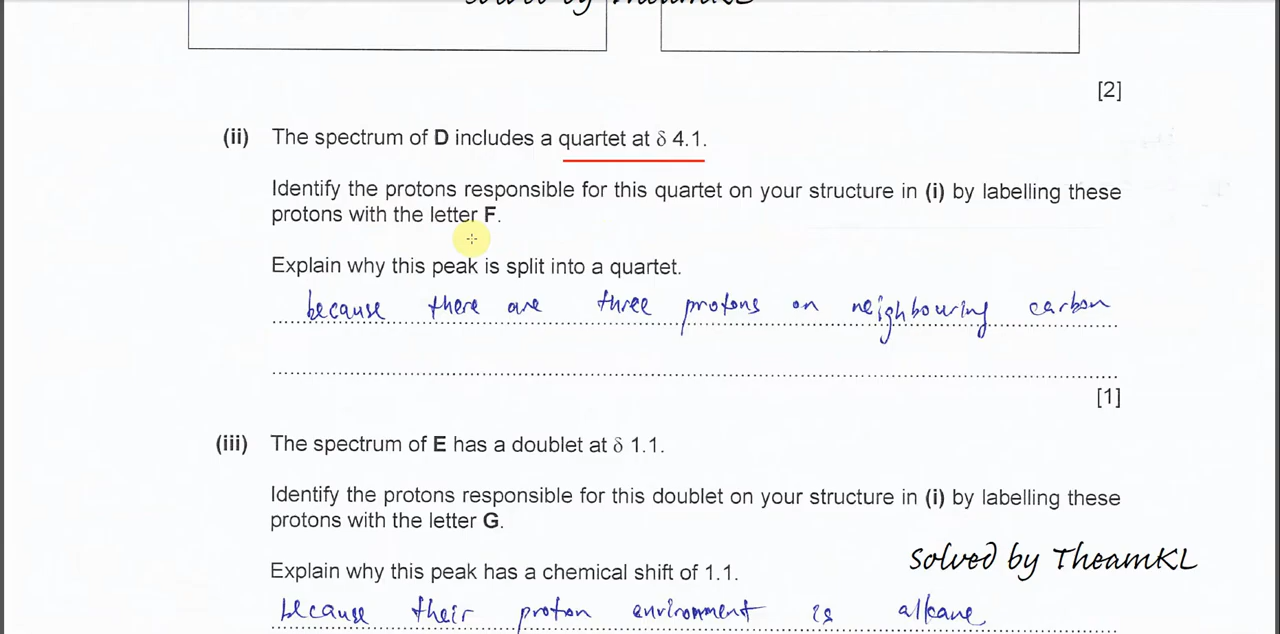 Solved by TheamKL
[2]
(ii) The spectrum of D includes a quartet at δ 4.1.
Identify the protons responsible for this quartet on your structure in (i) by labelling these
protons with the letter F.
Explain why this peak is split into a quartet.
because there are three protons on neighbouring carbon
[1]
(iii) The spectrum of E has a doublet at δ 1.1.
Identify the protons responsible for this doublet on your structure in (i) by labelling these
protons with the letter G.
Solved by TheamKL
Explain why this peak has a chemical shift of 1.1.
because their proton environment is alkane